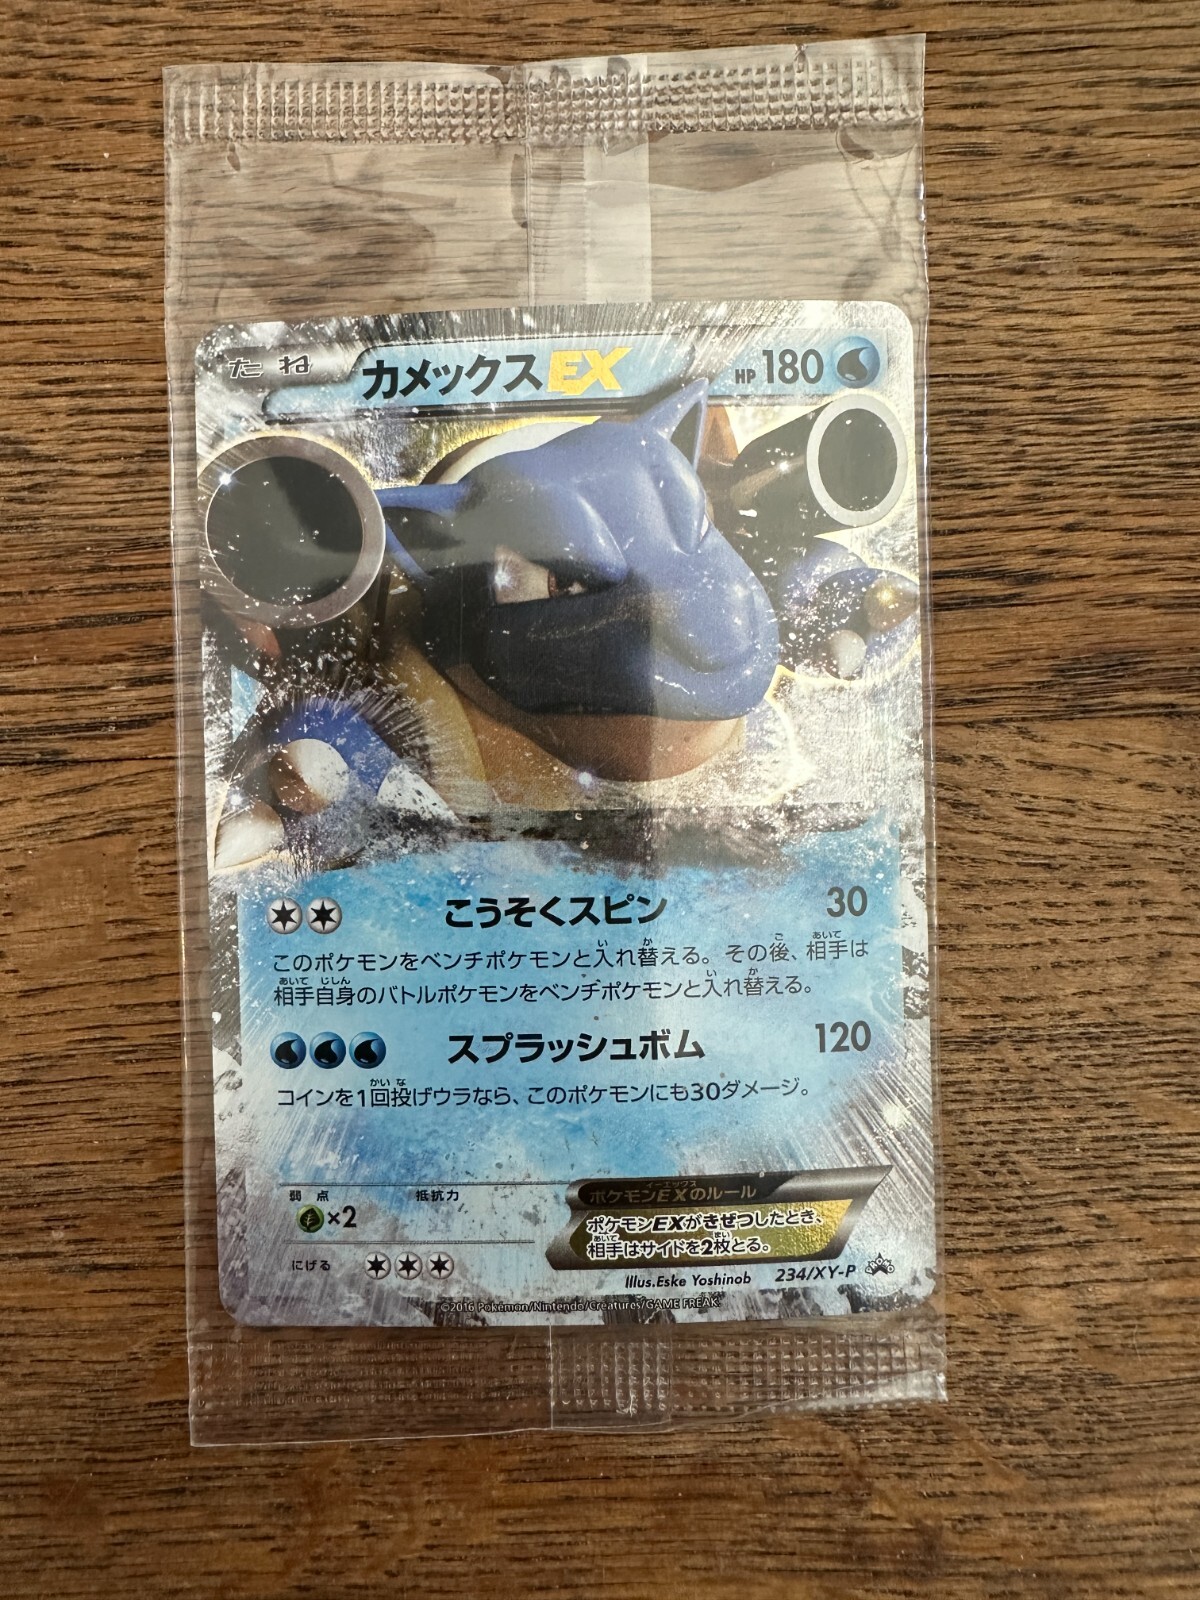 たね カメックスEX HP 180
こうそくスピン 30
このポケモンをベンチポケモンと入れ替える。その後、相手は
相手自身のバトルポケモンをベンチポケモンと入れ替える。
スプラッシュボム 120
コインを1回投げウラなら、このポケモンにも30ダメージ。
弱点 抵抗力
×2
にげる
ポケモンEXのルール
ポケモンEXがきぜつしたとき、
相手はサイドを2枚とる。
Illus.Eske Yoshinob 234/XY-P
©2016 Pokémon/Nintendo/Creatures/GAME FREAK.